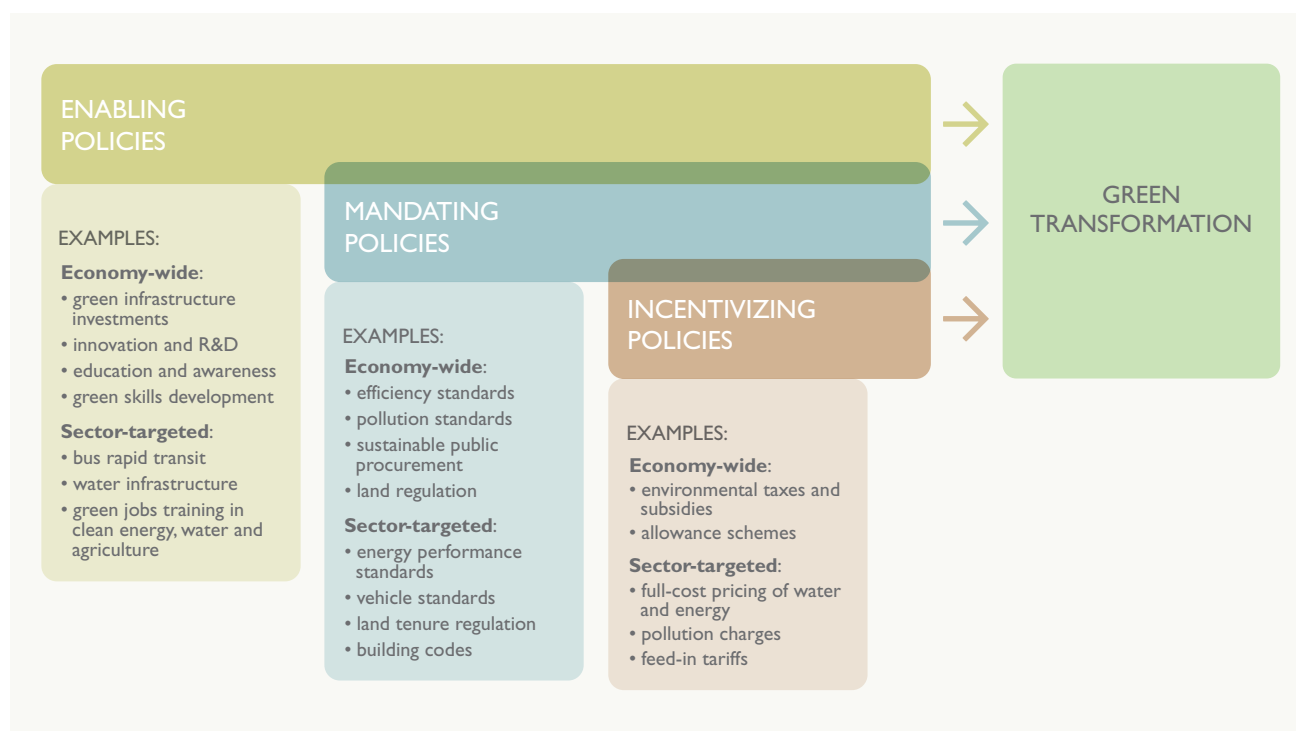 ENABLING
POLICIES
EXAMPLES:
Economy-wide:
• green infrastructure
investments
• innovation and R&D
• education and awareness
• green skills development
Sector-targeted:
• bus rapid transit
• water infrastructure
• green jobs training in
clean energy, water and
agriculture
MANDATING
POLICIES
EXAMPLES:
Economy-wide:
• efficiency standards
• pollution standards
• sustainable public
procurement
• land regulation
Sector-targeted:
• energy performance
standards
• vehicle standards
• land tenure regulation
• building codes
INCENTIVIZING
POLICIES
EXAMPLES:
Economy-wide:
• environmental taxes and
subsidies
• allowance schemes
Sector-targeted:
• full-cost pricing of water
and energy
• pollution charges
• feed-in tariffs
GREEN
TRANSFORMATION